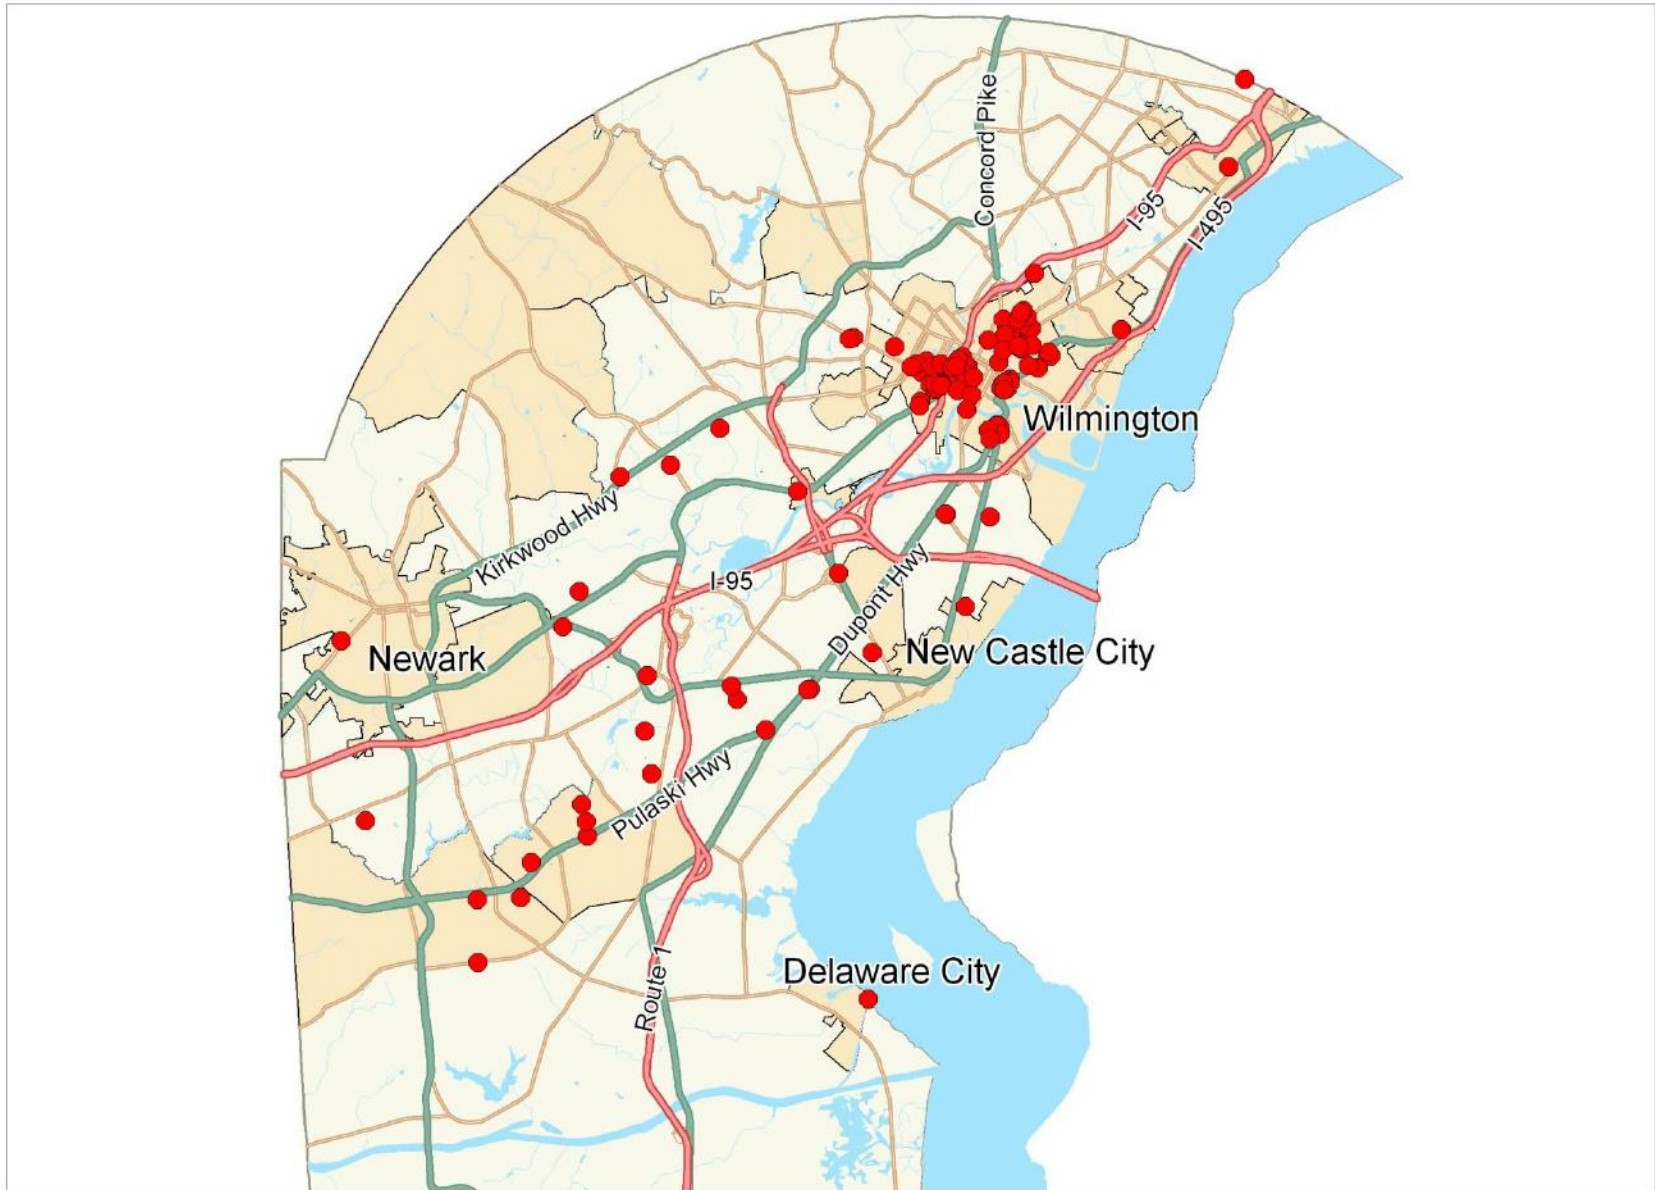 Concord Pike
I-95
I-495
Wilmington
Kirkwood Hwy
I-95
Dupont Hwy
Newark
New Castle City
Pulaski Hwy
Delaware City
Route 1